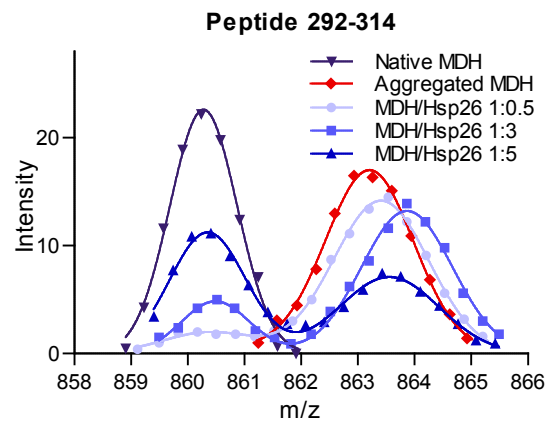 Peptide 292-314
Native MDH
Aggregated MDH
MDH/Hsp26 1:0.5
MDH/Hsp26 1:3
MDH/Hsp26 1:5
Intensity
20
10
0
858 859 860 861 862 863 864 865 866
m/z